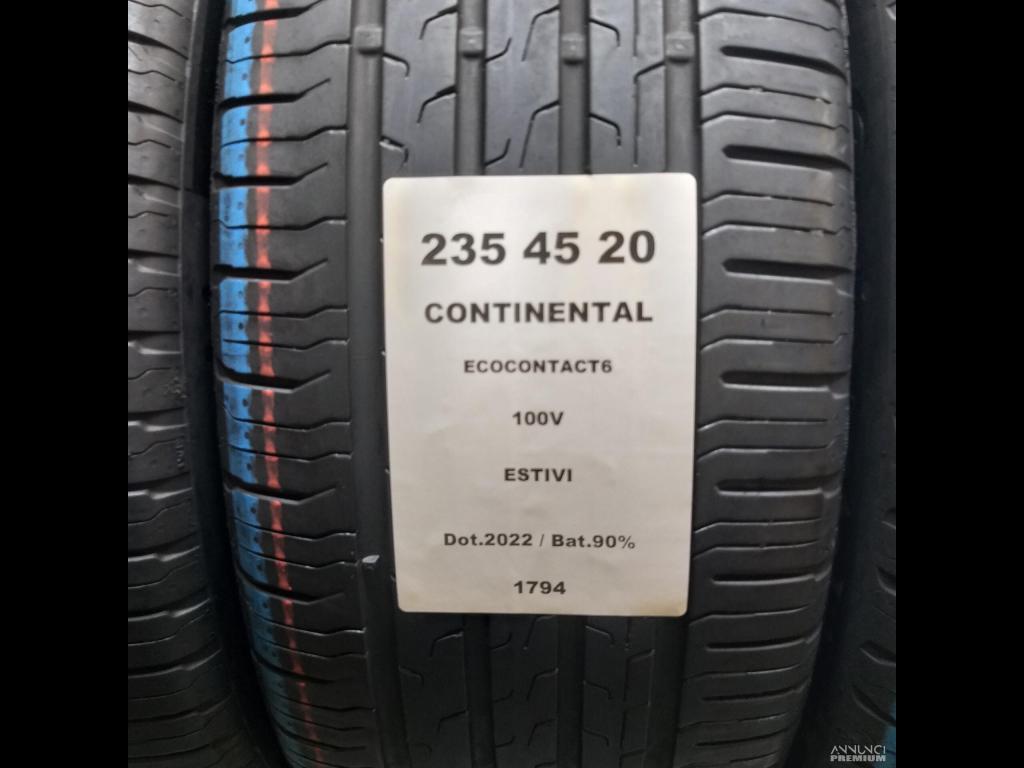 235 45 20
CONTINENTAL
ECOCONTACT6
100V
ESTIVI
Dot.2022 / Bat.90%
1794
ANNUNCI
PREMIUM